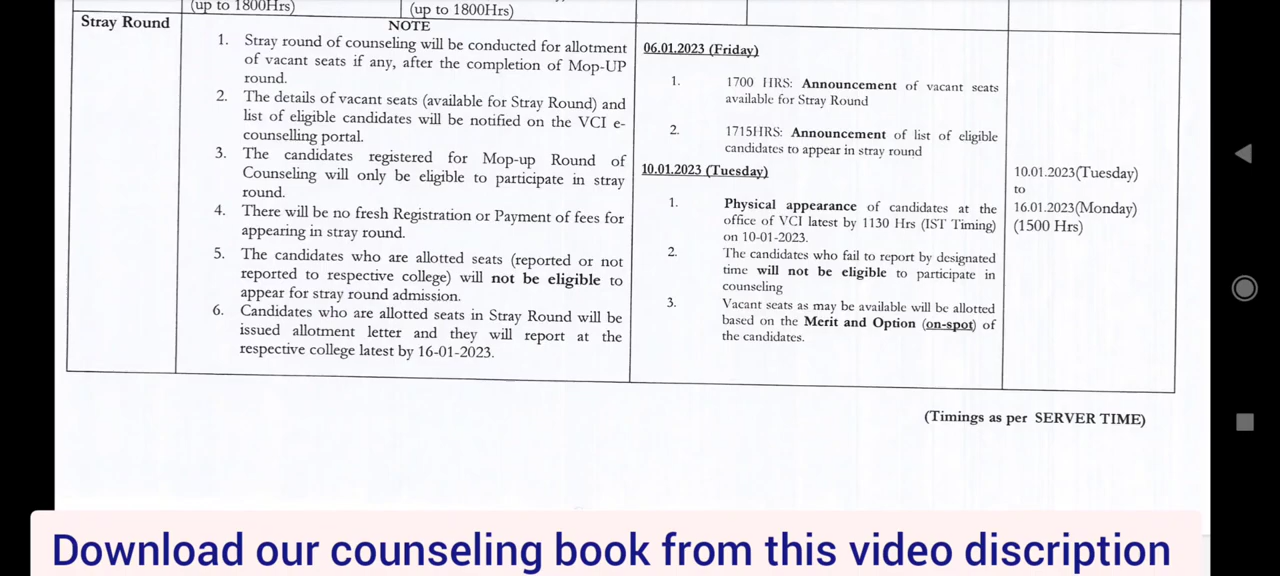 (up to 1800Hrs)
(up to 1800Hrs)
Stray Round
NOTE
1. Stray round of counseling will be conducted for allotment
of vacant seats if any, after the completion of Mop-UP
round.
2. The details of vacant seats (available for Stray Round) and
list of eligible candidates will be notified on the VCI e-
counselling portal.
3. The candidates registered for Mop-up Round of
Counseling will only be eligible to participate in stray
round.
4. There will be no fresh Registration or Payment of fees for
appearing in stray round.
5. The candidates who are allotted seats (reported or not
reported to respective college) will not be eligible to
appear for stray round admission.
6. Candidates who are allotted seats in Stray Round will be
issued allotment letter and they will report at the
respective college latest by 16-01-2023.
06.01.2023 (Friday)
1. 1700 HRS: Announcement of vacant seats
available for Stray Round
2. 1715HRS: Announcement of list of eligible
candidates to appear in stray round
10.01.2023 (Tuesday)
1. Physical appearance of candidates at the
office of VCI latest by 1130 Hrs (IST Timing)
on 10-01-2023.
2. The candidates who fail to report by designated
time will not be eligible to participate in
counseling
3. Vacant seats as may be available will be allotted
based on the Merit and Option (on-spot) of
the candidates.
10.01.2023(Tuesday)
to
16.01.2023(Monday)
(1500 Hrs)
(Timings as per SERVER TIME)
Download our counseling book from this video discription